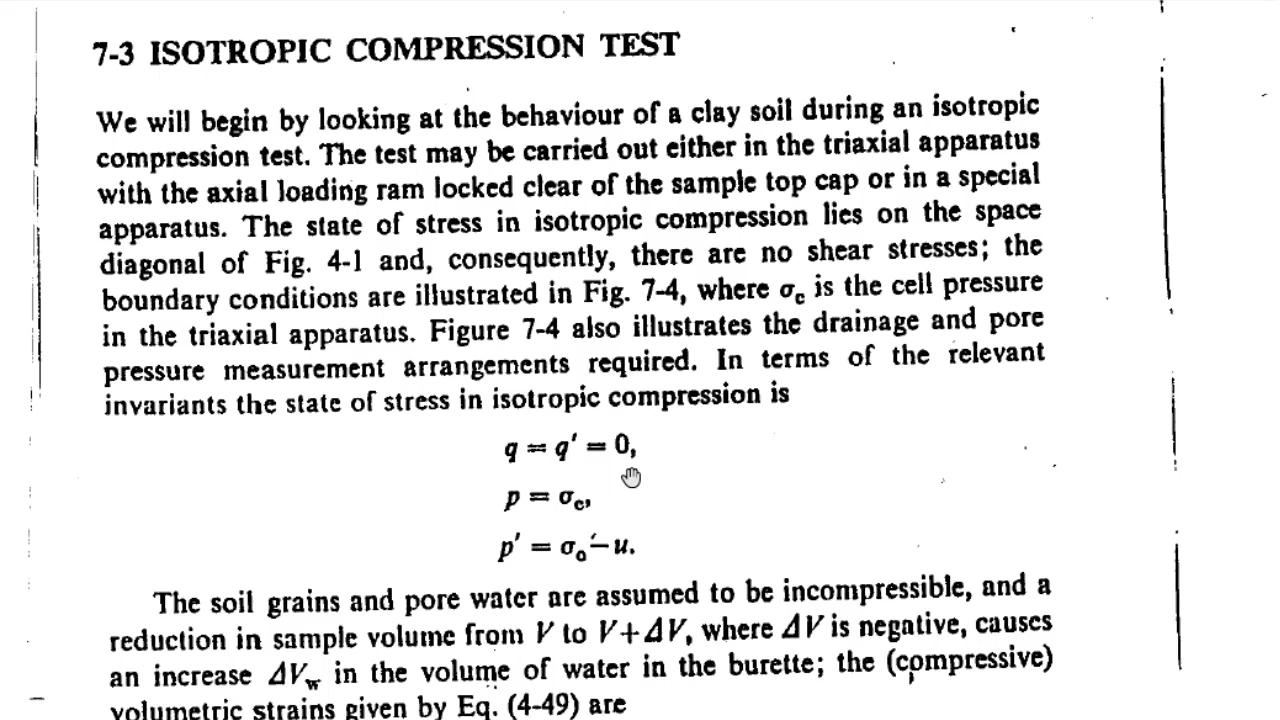 7-3 ISOTROPIC COMPRESSION TEST
We will begin by looking at the behaviour of a clay soil during an isotropic
compression test. The test may be carried out either in the triaxial apparatus
with the axial loading ram locked clear of the sample top cap or in a special
apparatus. The state of stress in isotropic compression lies on the space
diagonal of Fig. 4-1 and, consequently, there are no shear stresses; the
boundary conditions are illustrated in Fig. 7-4, where σc is the cell pressure
in the triaxial apparatus. Figure 7-4 also illustrates the drainage and pore
pressure measurement arrangements required. In terms of the relevant
invariants the state of stress in isotropic compression is
q = q′ = 0,
p = σc,
p′ = σ₀′ − u.
The soil grains and pore water are assumed to be incompressible, and a
reduction in sample volume from V to V+ΔV, where ΔV is negative, causes
an increase ΔVw in the volume of water in the burette; the (compressive)
volumetric strains given by Eq. (4-49) are